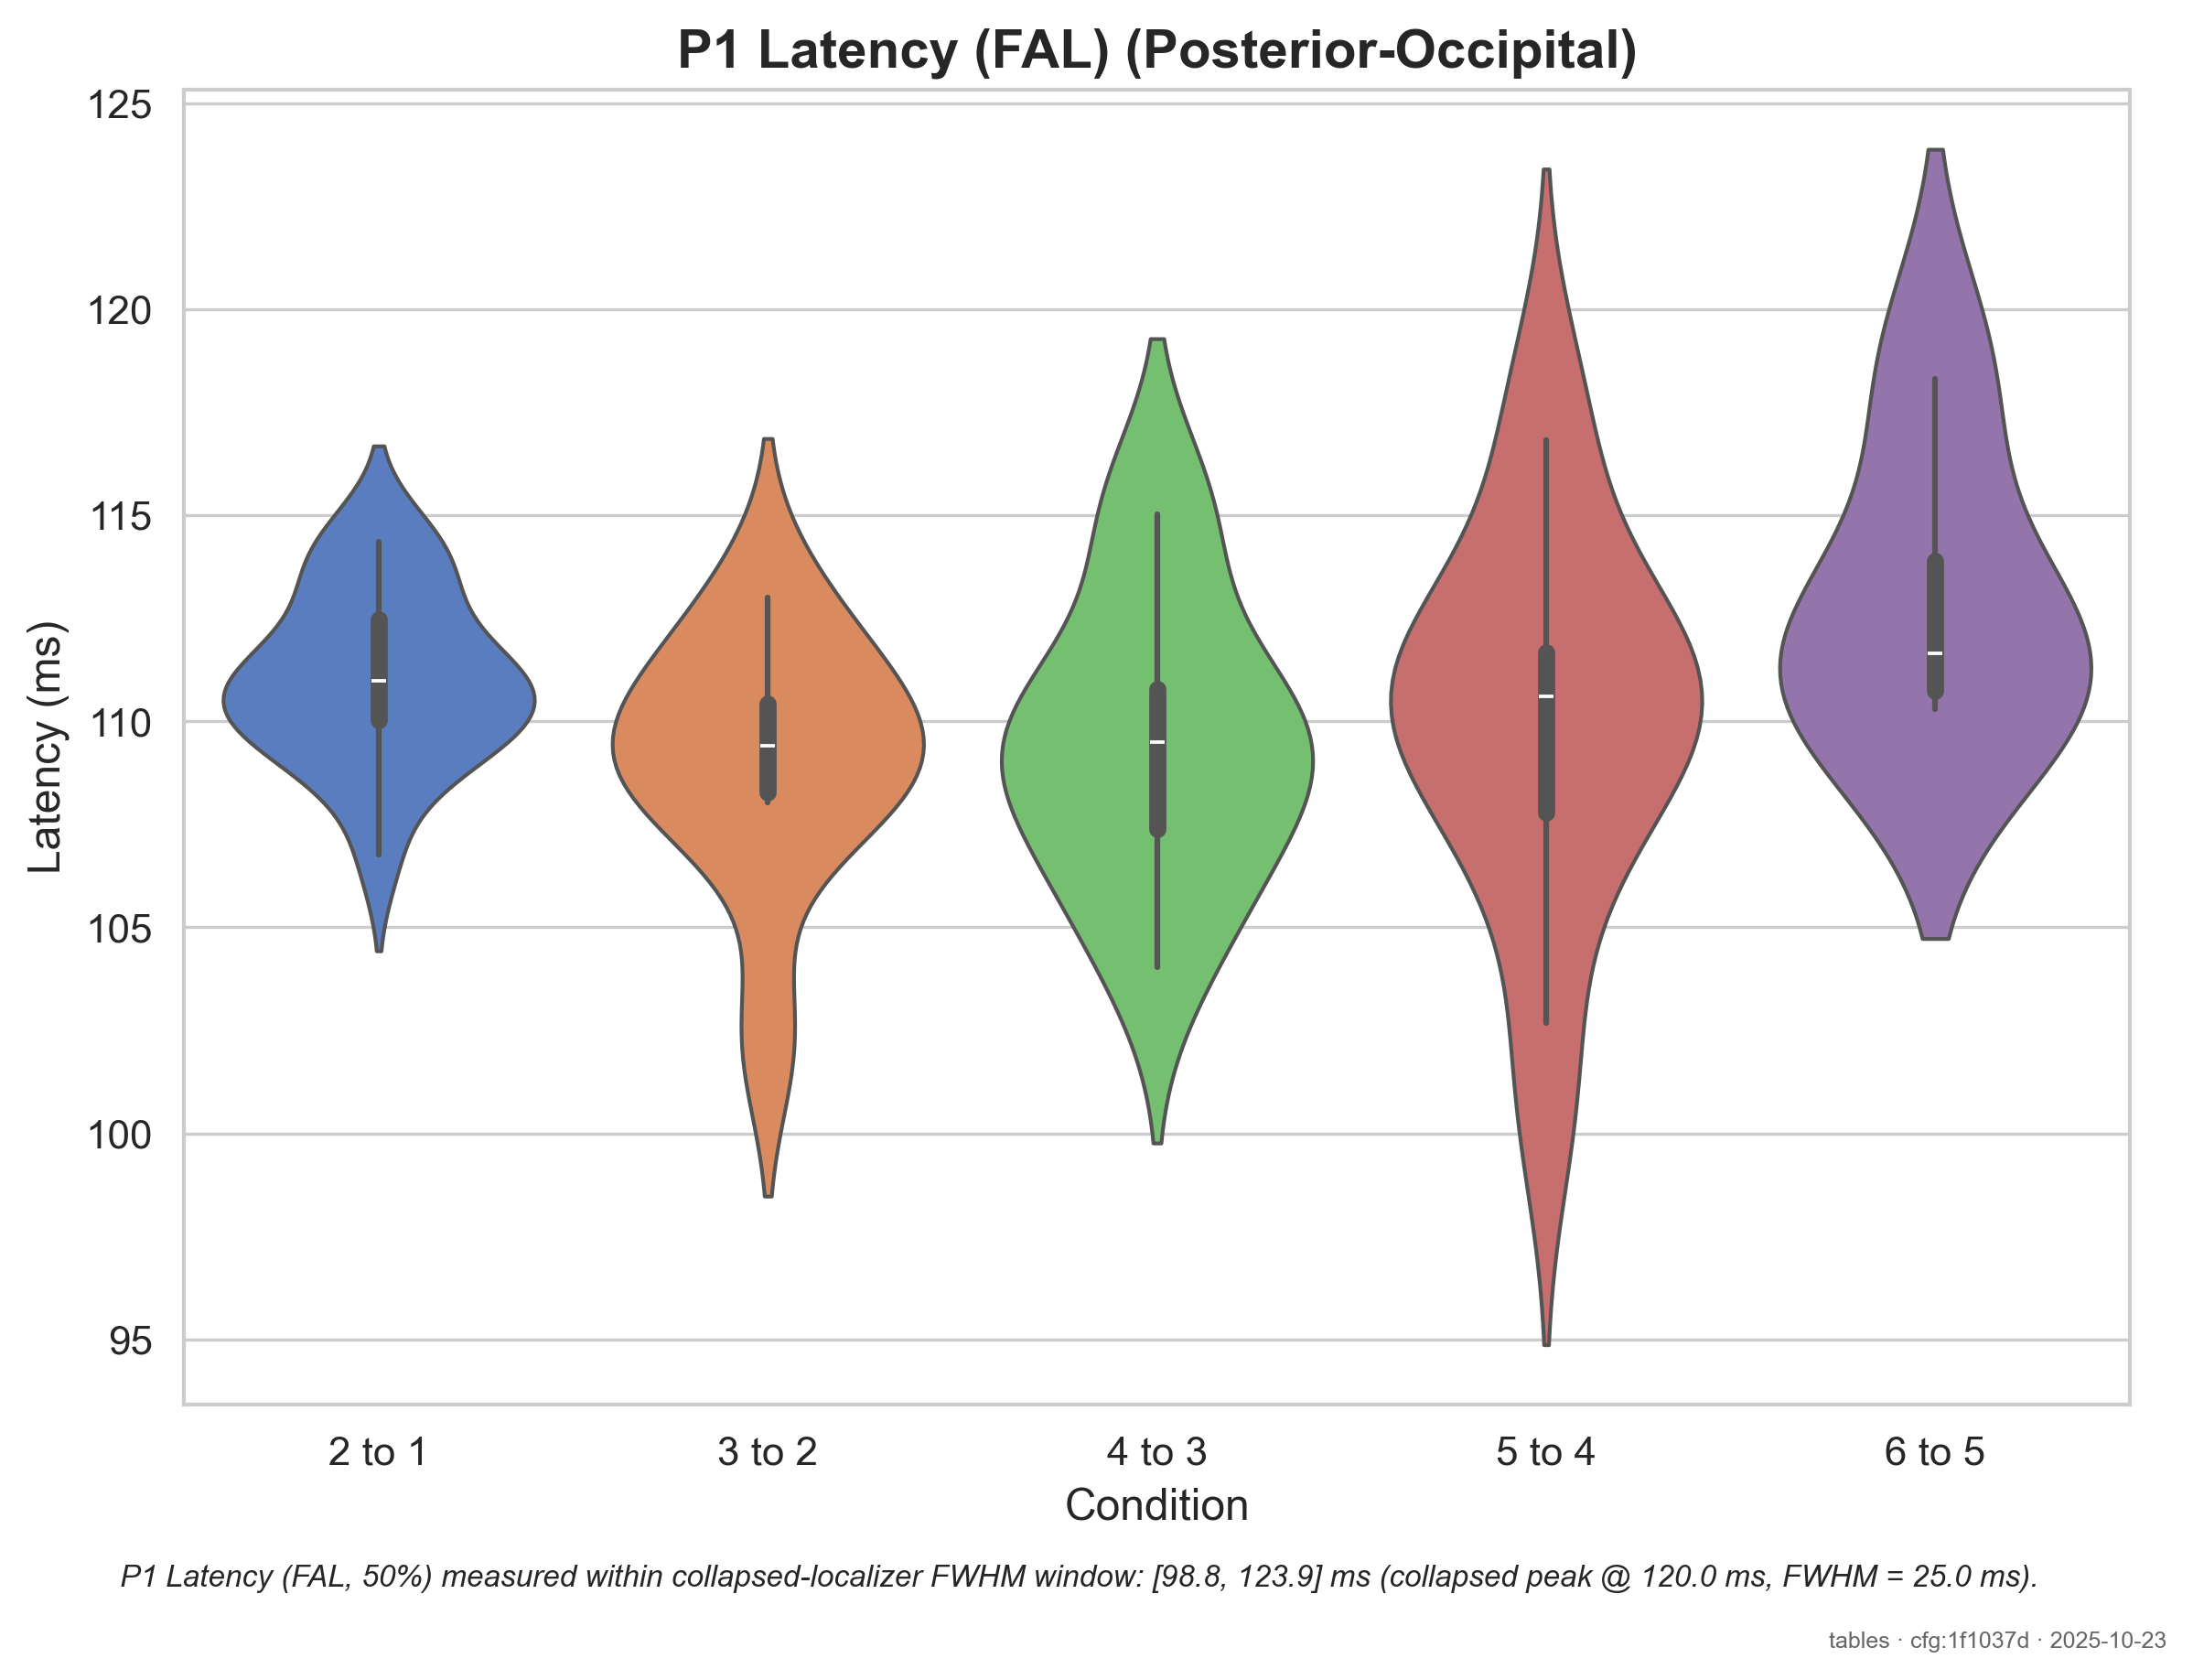 P1 Latency (FAL) (Posterior-Occipital)
125
120
115
110
105
100
95
Latency (ms)
2 to 1
3 to 2
4 to 3
5 to 4
6 to 5
Condition
P1 Latency (FAL, 50%) measured within collapsed-localizer FWHM window: [98.8, 123.9] ms (collapsed peak @ 120.0 ms, FWHM = 25.0 ms).
tables · cfg:1f1037d · 2025-10-23